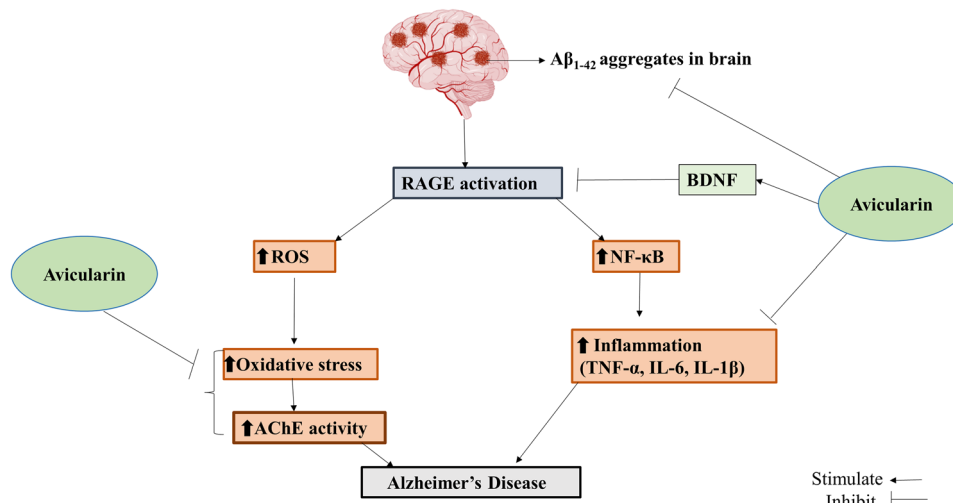 Aβ1-42 aggregates in brain
RAGE activation
BDNF
Avicularin
⬆ROS
⬆NF-κB
Avicularin
⬆Oxidative stress
⬆Inflammation
(TNF-α, IL-6, IL-1β)
⬆AChE activity
Alzheimer's Disease
Stimulate
Inhibit